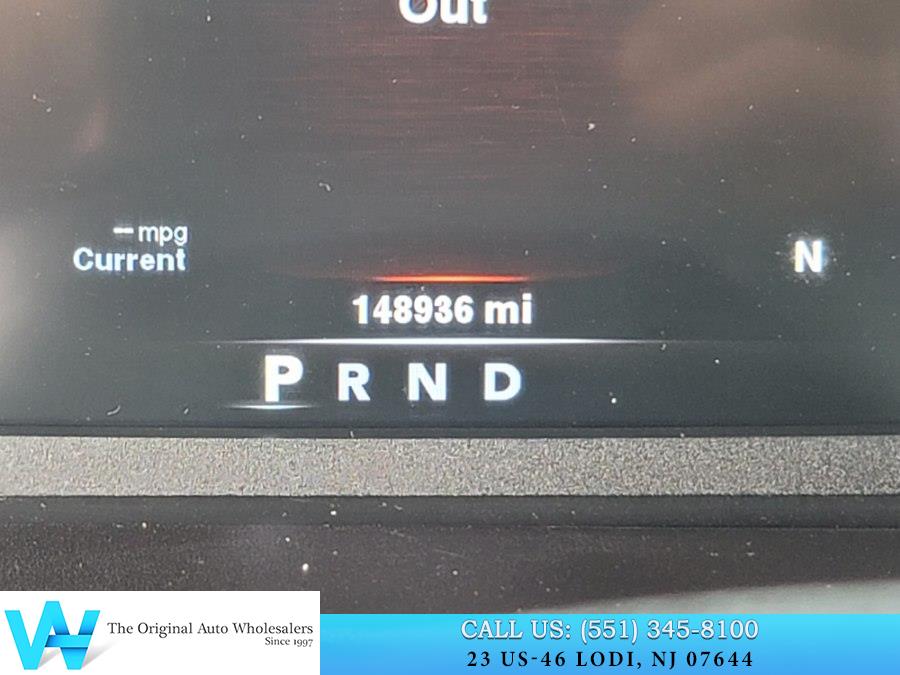 Out
-- mpg
Current
N
148936 mi
P R N D
The Original Auto Wholesalers
Since 1997
CALL US: (551) 345-8100
23 US-46 LODI, NJ 07644